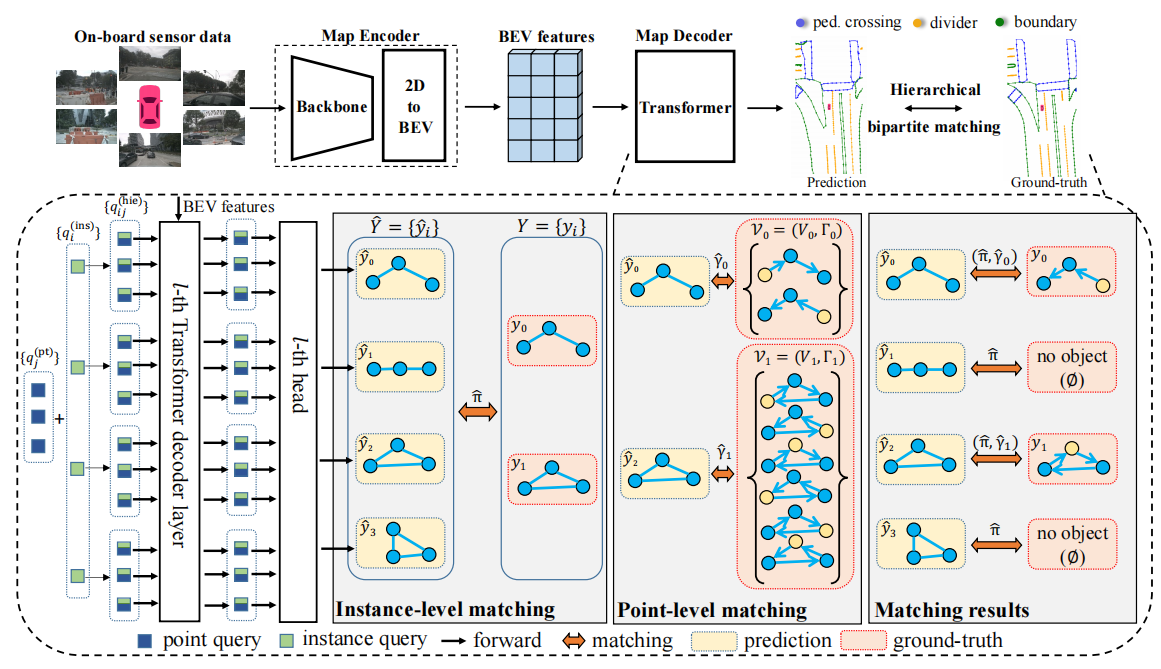 ped. crossing divider boundary
On-board sensor data
Map Encoder
BEV features
Map Decoder
Backbone
2D
to
BEV
Transformer
Hierarchical
bipartite matching
Prediction
Ground-truth
{q_i^(ins)}
{q_ij^(hie)}
BEV features
{q_j^(pt)}
+
l-th Transformer decoder layer
l-th head
Ŷ = {ŷ_i}
Y = {y_i}
ŷ_0
ŷ_1
ŷ_2
ŷ_3
π̂
y_0
y_1
Instance-level matching
𝒱_0 = (V_0, Γ_0)
ŷ_0
γ̂_0
𝒱_1 = (V_1, Γ_1)
ŷ_2
γ̂_1
Point-level matching
ŷ_0
(π̂, γ̂_0)
y_0
ŷ_1
π̂
no object
(∅)
ŷ_2
(π̂, γ̂_1)
y_1
ŷ_3
π̂
no object
(∅)
Matching results
point query instance query forward matching prediction ground-truth